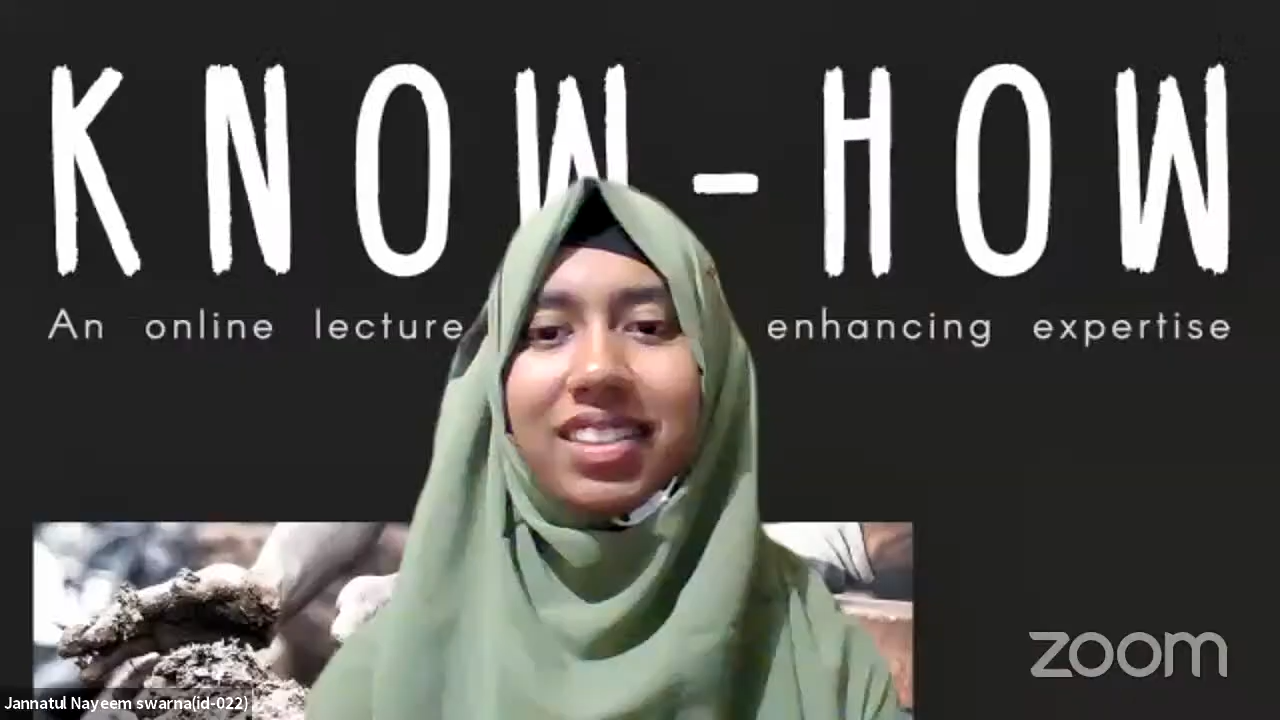 KNOW-HOW
An online lecture enhancing expertise
zoom
Jannatul Nayeem swarna(id-022)